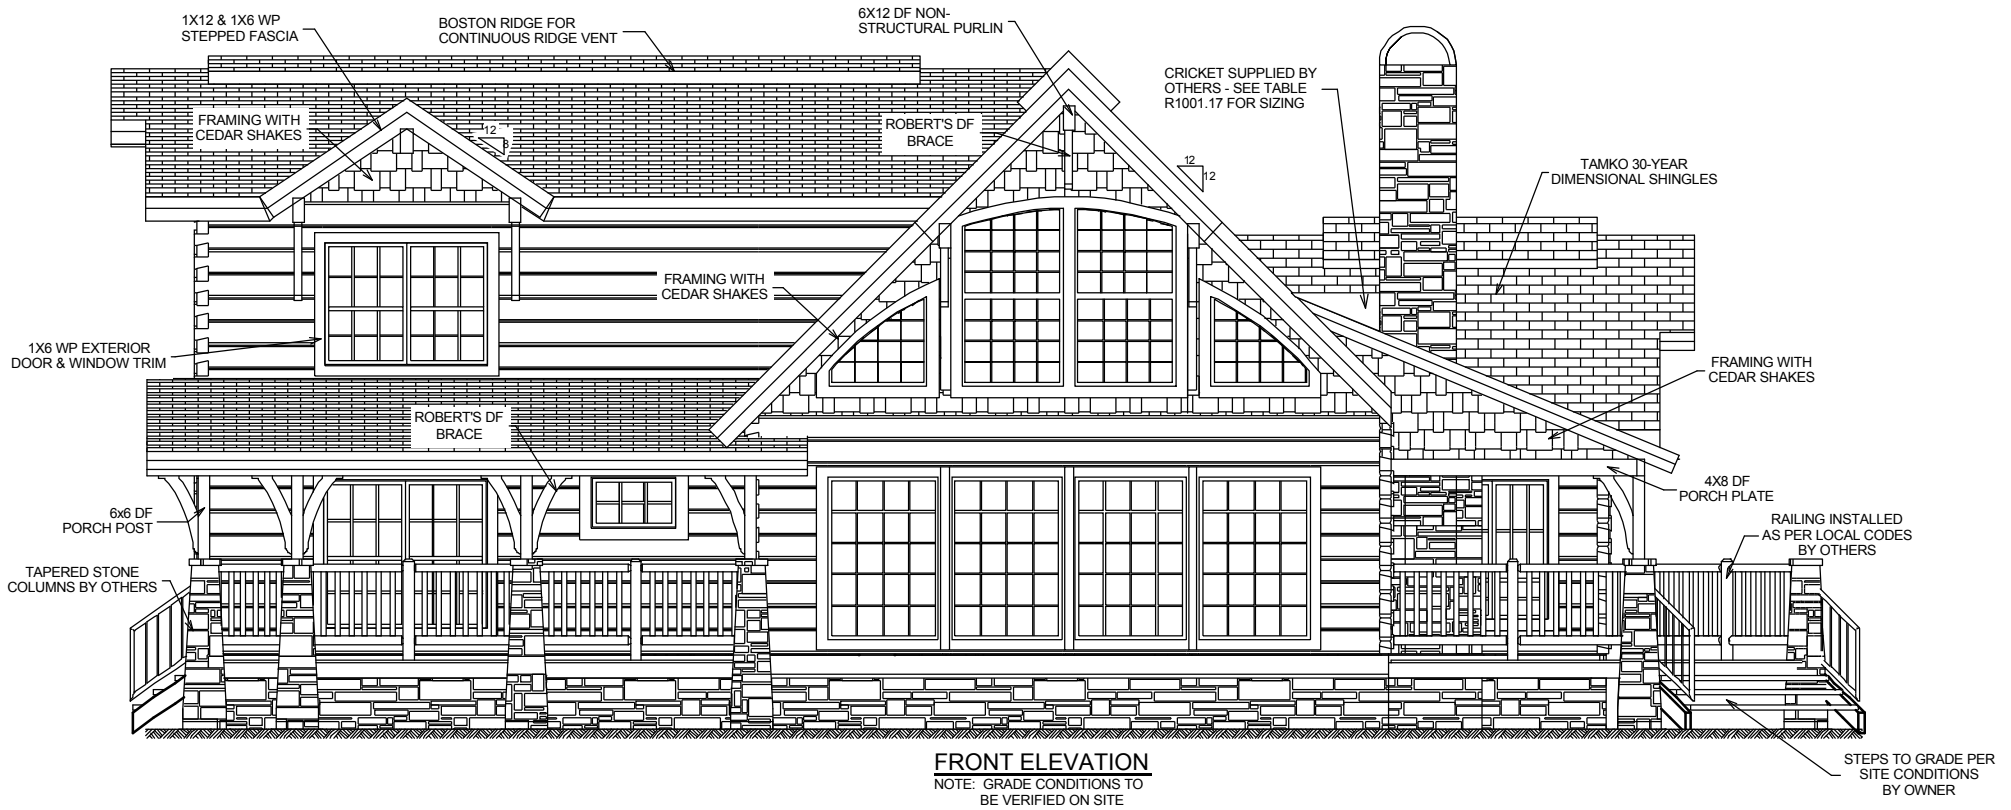 1X12 & 1X6 WP
STEPPED FASCIA
BOSTON RIDGE FOR
CONTINUOUS RIDGE VENT
6X12 DF NON-
STRUCTURAL PURLIN
CRICKET SUPPLIED BY
OTHERS - SEE TABLE
R1001.17 FOR SIZING
FRAMING WITH
CEDAR SHAKES
12
8
ROBERT'S DF
BRACE
12
12
TAMKO 30-YEAR
DIMENSIONAL SHINGLES
FRAMING WITH
CEDAR SHAKES
1X6 WP EXTERIOR
DOOR & WINDOW TRIM
FRAMING WITH
CEDAR SHAKES
ROBERT'S DF
BRACE
6x6 DF
PORCH POST
4X8 DF
PORCH PLATE
RAILING INSTALLED
AS PER LOCAL CODES
BY OTHERS
TAPERED STONE
COLUMNS BY OTHERS
STEPS TO GRADE PER
SITE CONDITIONS
BY OWNER
FRONT ELEVATION
NOTE: GRADE CONDITIONS TO
BE VERIFIED ON SITE